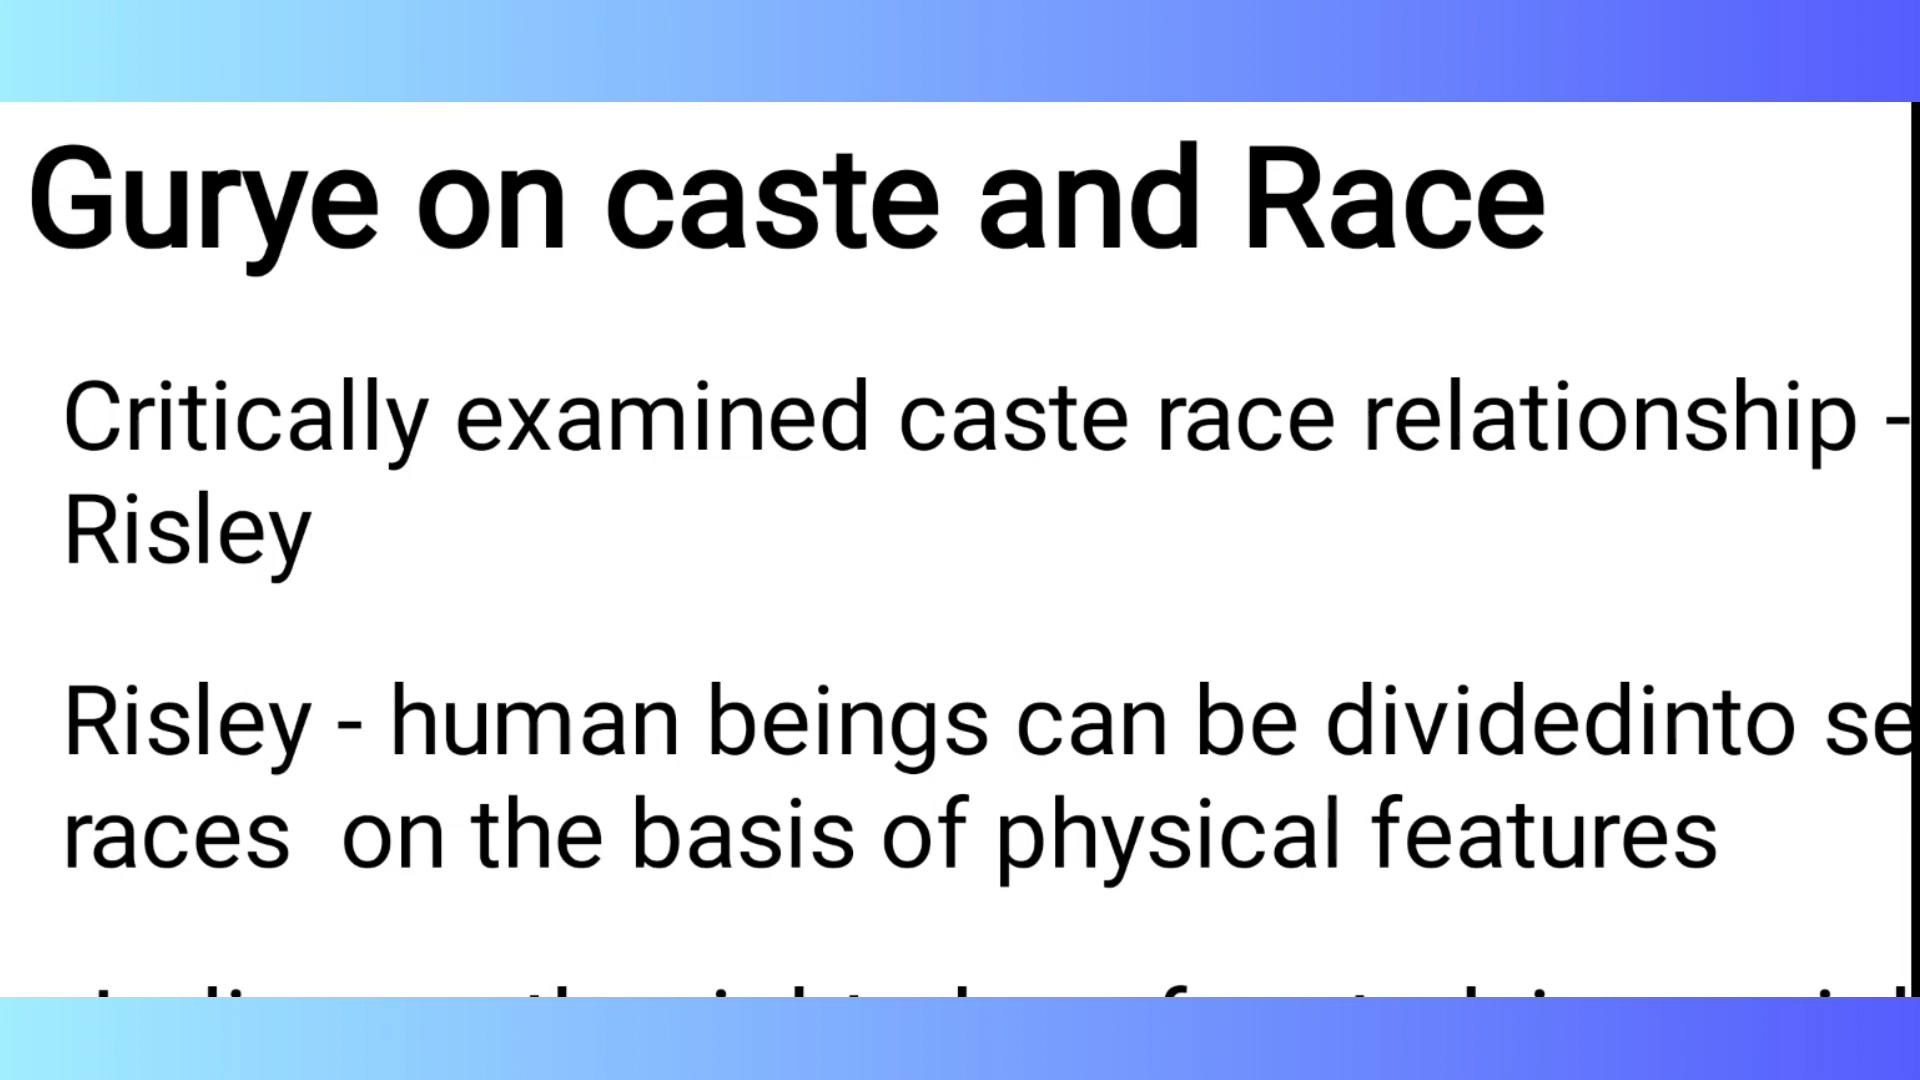 Gurye on caste and Race
Critically examined caste race relationship -
Risley
Risley - human beings can be dividedinto se
races  on the basis of physical features